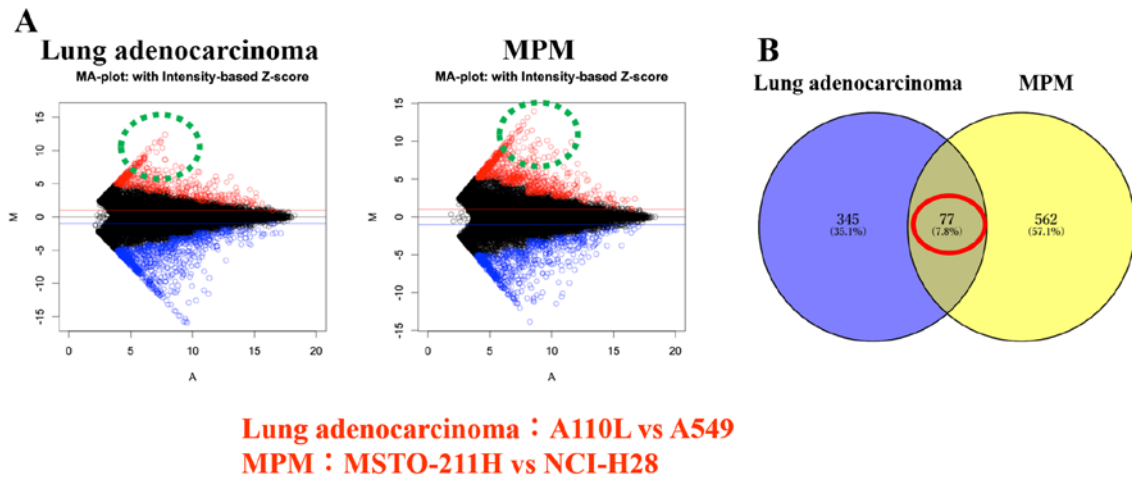 A
Lung adenocarcinoma
MA-plot: with Intensity-based Z-score
M
15
10
5
0
-5
-10
-15
0
5
10
15
20
A
MPM
MA-plot: with Intensity-based Z-score
M
15
10
5
0
-5
-10
-15
0
5
10
15
20
A
B
Lung adenocarcinoma
MPM
345
(35.1%)
77
(7.8%)
562
(57.1%)
Lung adenocarcinoma：A110L vs A549
MPM：MSTO-211H vs NCI-H28